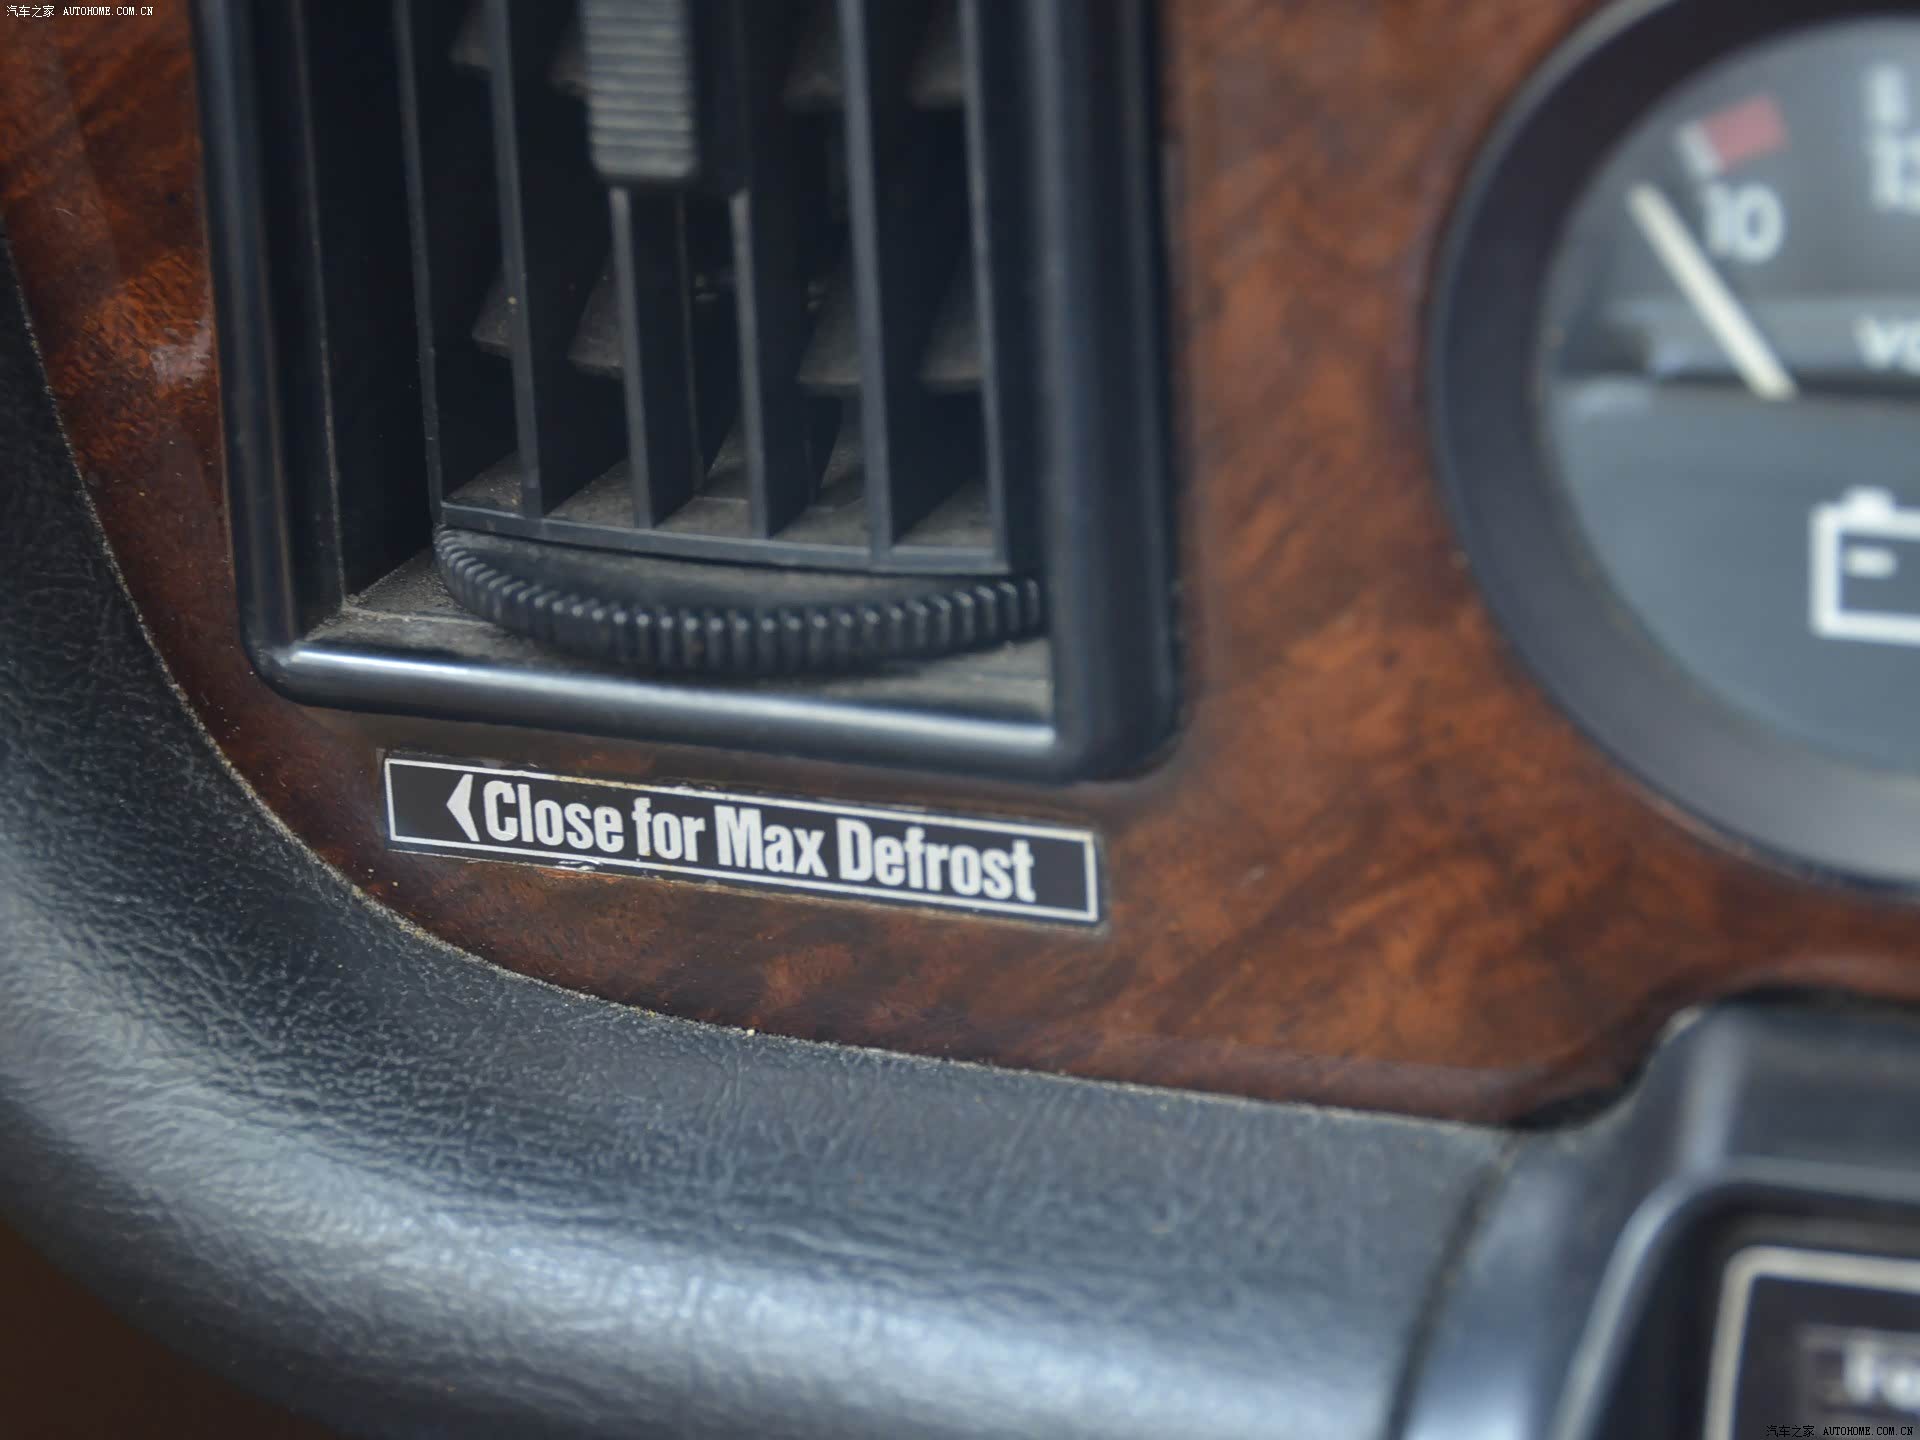 汽车之家 AUTOHOME.COM.CN
10
Close for Max Defrost
汽车之家 AUTOHOME.COM.CN